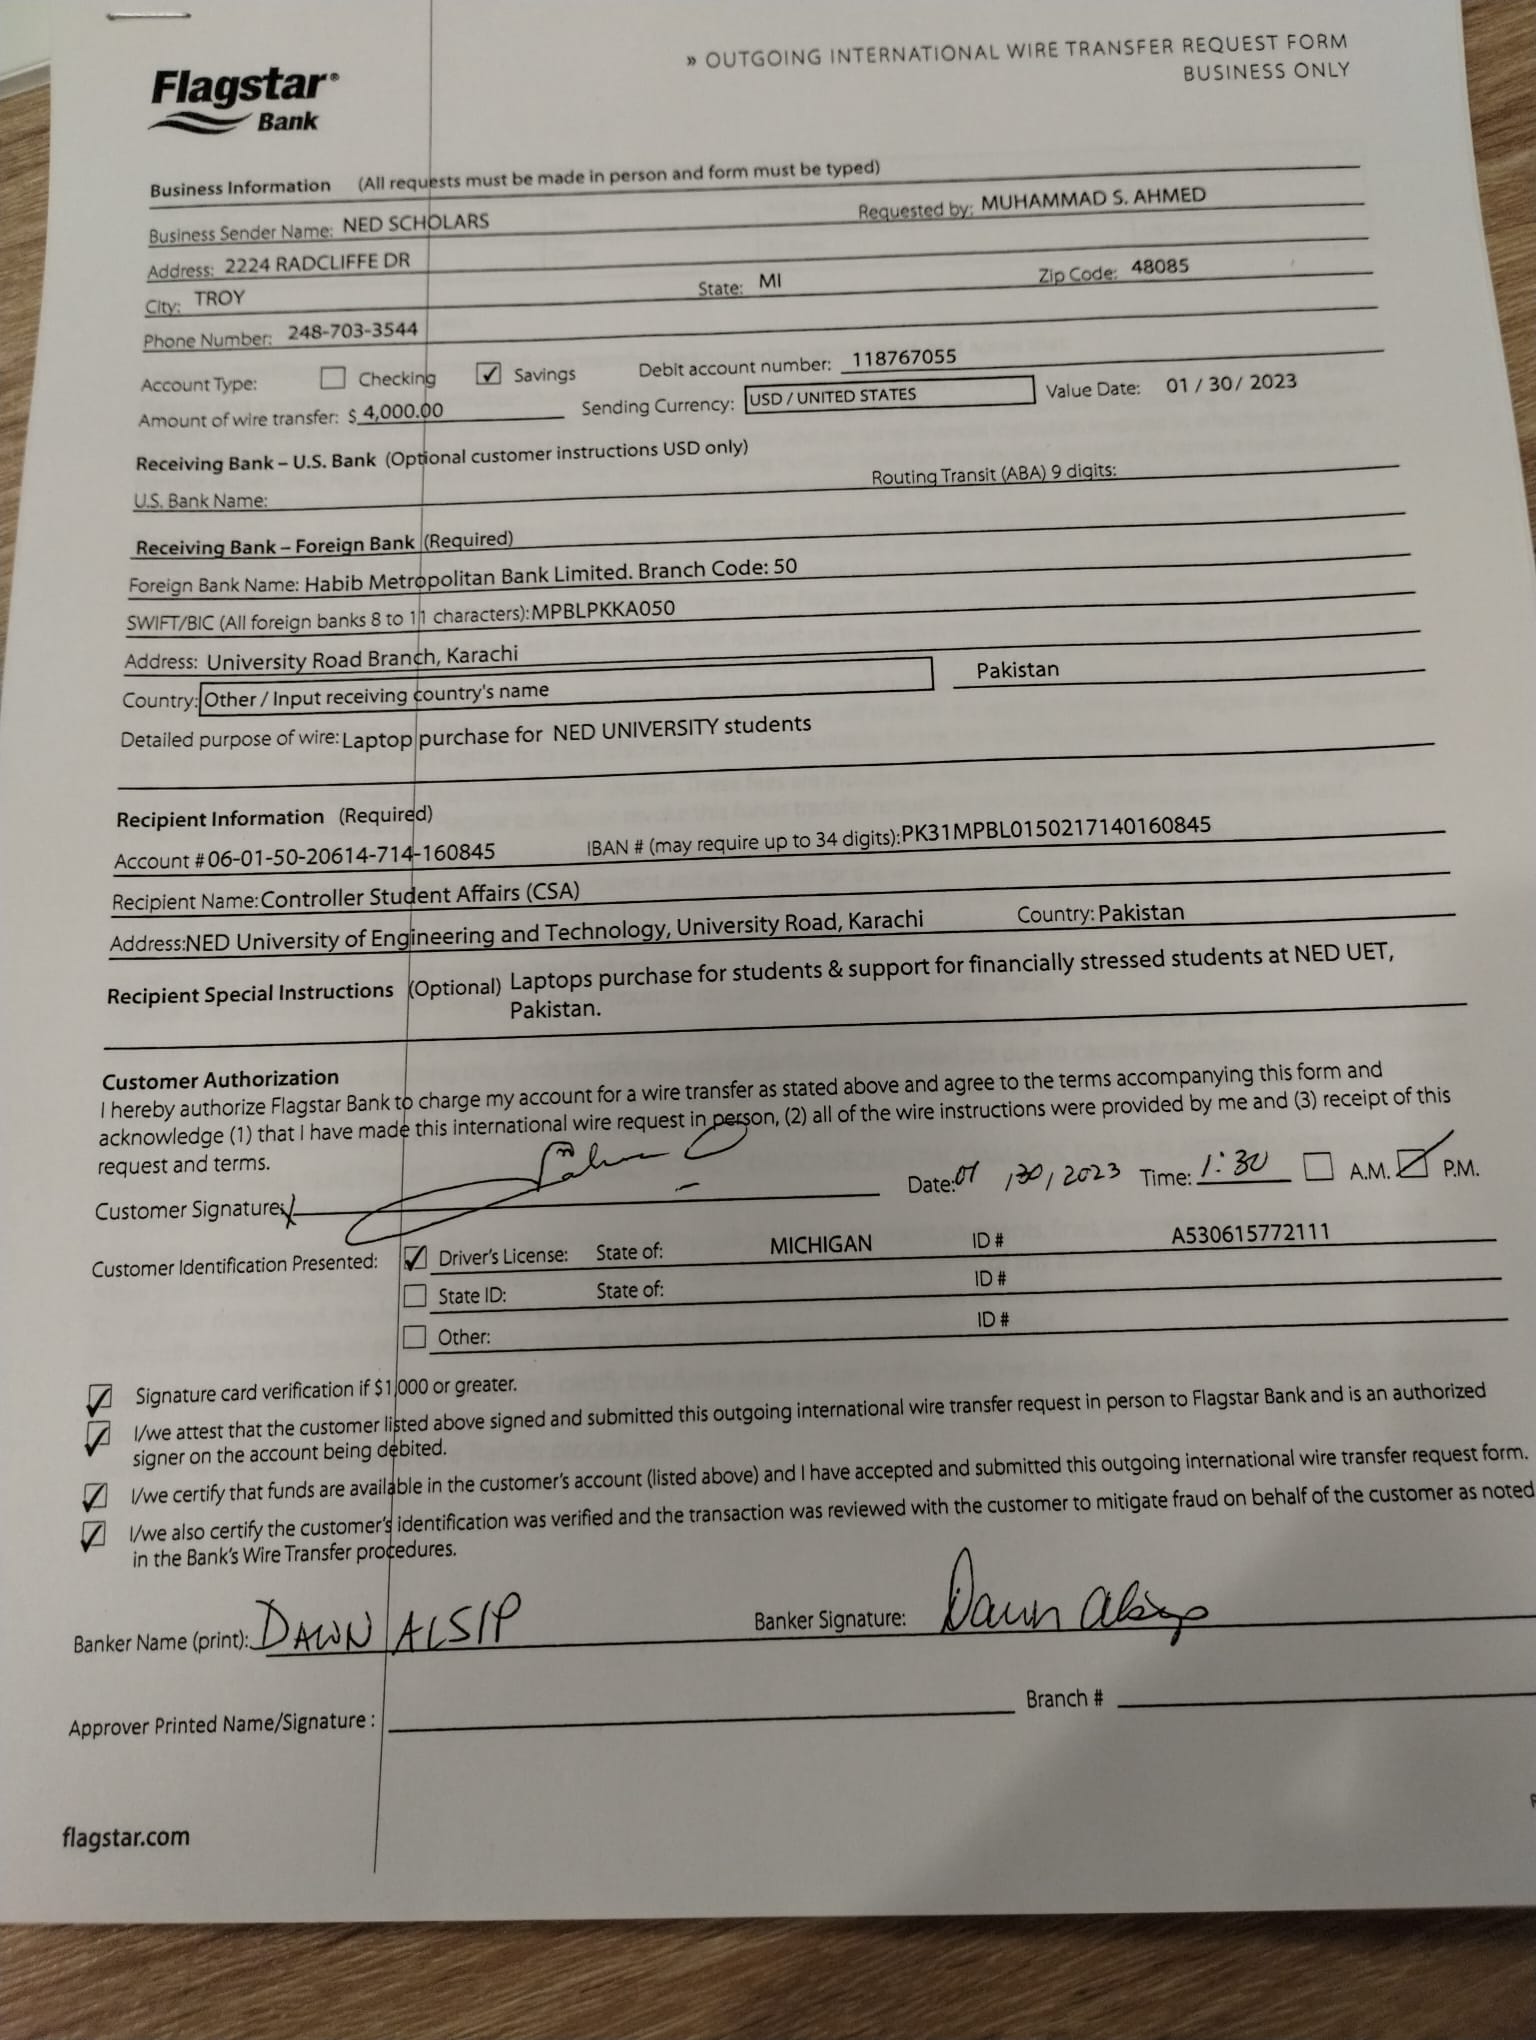 Flagstar®
Bank
» OUTGOING INTERNATIONAL WIRE TRANSFER REQUEST FORM
BUSINESS ONLY
Business Information (All requests must be made in person and form must be typed)
Business Sender Name: NED SCHOLARS Requested by: MUHAMMAD S. AHMED
Address: 2224 RADCLIFFE DR
City: TROY State: MI Zip Code: 48085
Phone Number: 248-703-3544
Account Type: Checking Savings Debit account number: 118767055
Amount of wire transfer: $ 4,000.00 Sending Currency: USD / UNITED STATES Value Date: 01 / 30 / 2023
Receiving Bank – U.S. Bank (Optional customer instructions USD only)
U.S. Bank Name: Routing Transit (ABA) 9 digits:
Receiving Bank – Foreign Bank (Required)
Foreign Bank Name: Habib Metropolitan Bank Limited. Branch Code: 50
SWIFT/BIC (All foreign banks 8 to 11 characters): MPBLPKKA050
Address: University Road Branch, Karachi
Country: Other / Input receiving country's name Pakistan
Detailed purpose of wire: Laptop purchase for NED UNIVERSITY students
Recipient Information (Required)
Account # 06-01-50-20614-714-160845 IBAN # (may require up to 34 digits): PK31MPBL0150217140160845
Recipient Name: Controller Student Affairs (CSA)
Address: NED University of Engineering and Technology, University Road, Karachi Country: Pakistan
Recipient Special Instructions (Optional) Laptops purchase for students & support for financially stressed students at NED UET,
Pakistan.
Customer Authorization
I hereby authorize Flagstar Bank to charge my account for a wire transfer as stated above and agree to the terms accompanying this form and
acknowledge (1) that I have made this international wire request in person, (2) all of the wire instructions were provided by me and (3) receipt of this
request and terms.
Customer Signature: x Date: 01 / 30 / 2023 Time: 1:30 A.M. P.M.
Customer Identification Presented: Driver's License: State of: MICHIGAN ID # A530615772111
State ID: State of: ID #
Other: ID #
Signature card verification if $1,000 or greater.
I/we attest that the customer listed above signed and submitted this outgoing international wire transfer request in person to Flagstar Bank and is an authorized
signer on the account being debited.
I/we certify that funds are available in the customer's account (listed above) and I have accepted and submitted this outgoing international wire transfer request form.
I/we also certify the customer's identification was verified and the transaction was reviewed with the customer to mitigate fraud on behalf of the customer as noted
in the Bank's Wire Transfer procedures.
Banker Name (print): DAWN ALSIP Banker Signature: Dawn Alsip
Approver Printed Name/Signature : Branch #
flagstar.com